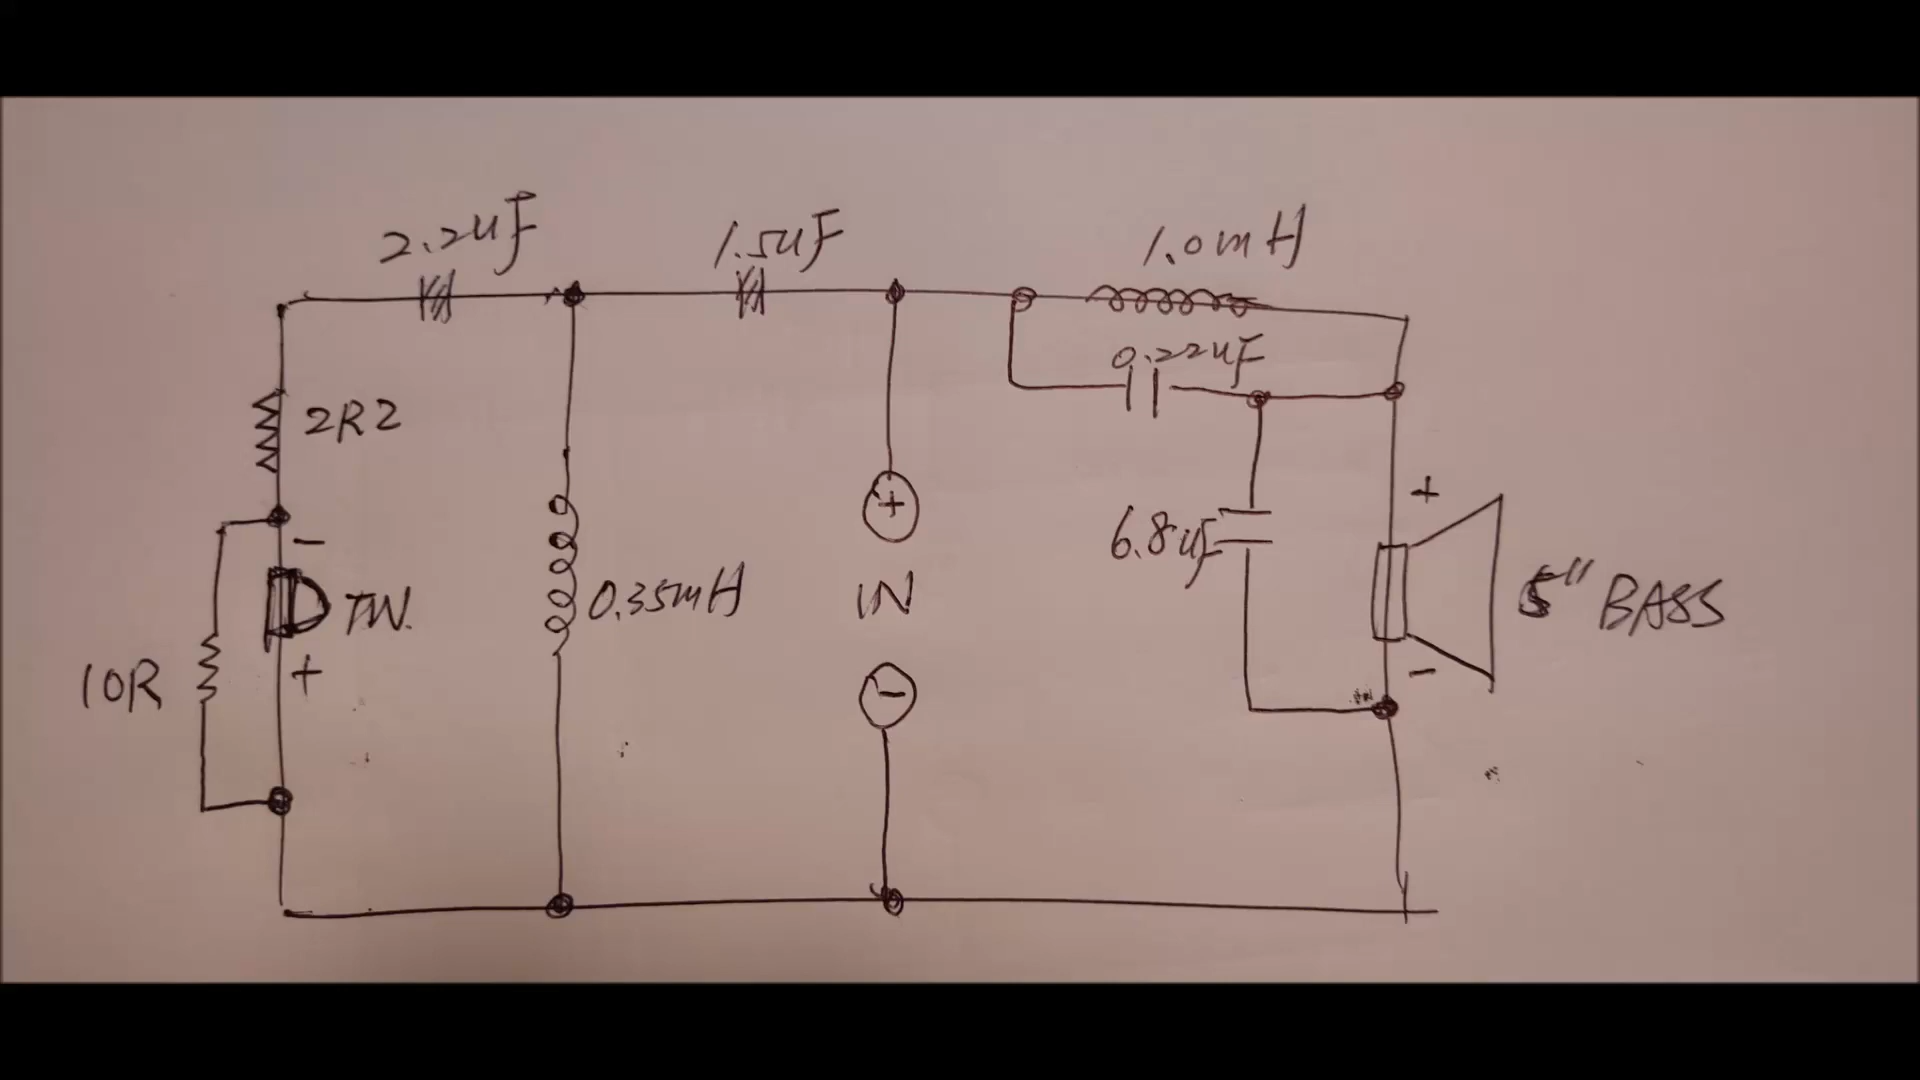 2.2uF
1.5uF
1.0mH
0.22uF
2R2
+
+
-
6.8uF
IN
0.35mH
TW.
5" BASS
10R
+
-
-